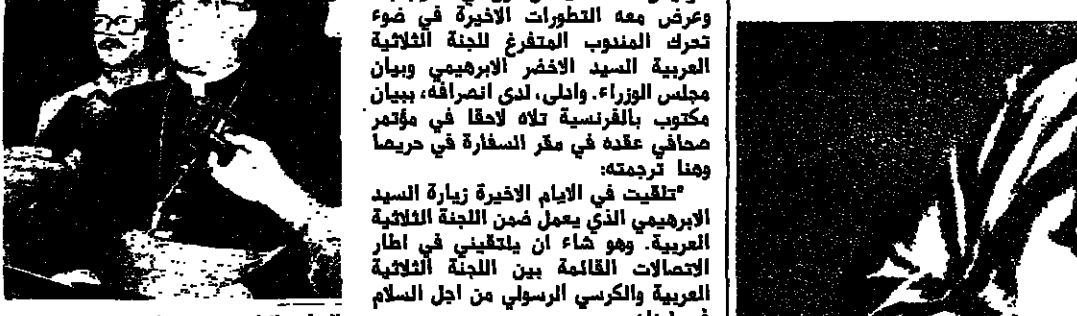 وعرض معه التطورات الاخيرة في ضوء
تحرك المندوب المتفرغ للجنة الثلاثية
العربية السيد الاخضر الابرهيمي وبيان
مجلس الوزراء. وادلى، لدى انصرافه، ببيان
مكتوب بالفرنسية تلاه لاحقا في مؤتمر
صحافي عقده في مقر السفارة في حريصا
وهنا ترجمته:
"تلقيت في الايام الاخيرة زيارة السيد
الابرهيمي الذي يعمل ضمن اللجنة الثلاثية
العربية. وهو شاء ان يلتقيني في اطار
الاتصالات القائمة بين اللجنة الثلاثية
العربية والكرسي الرسولي من اجل السلام